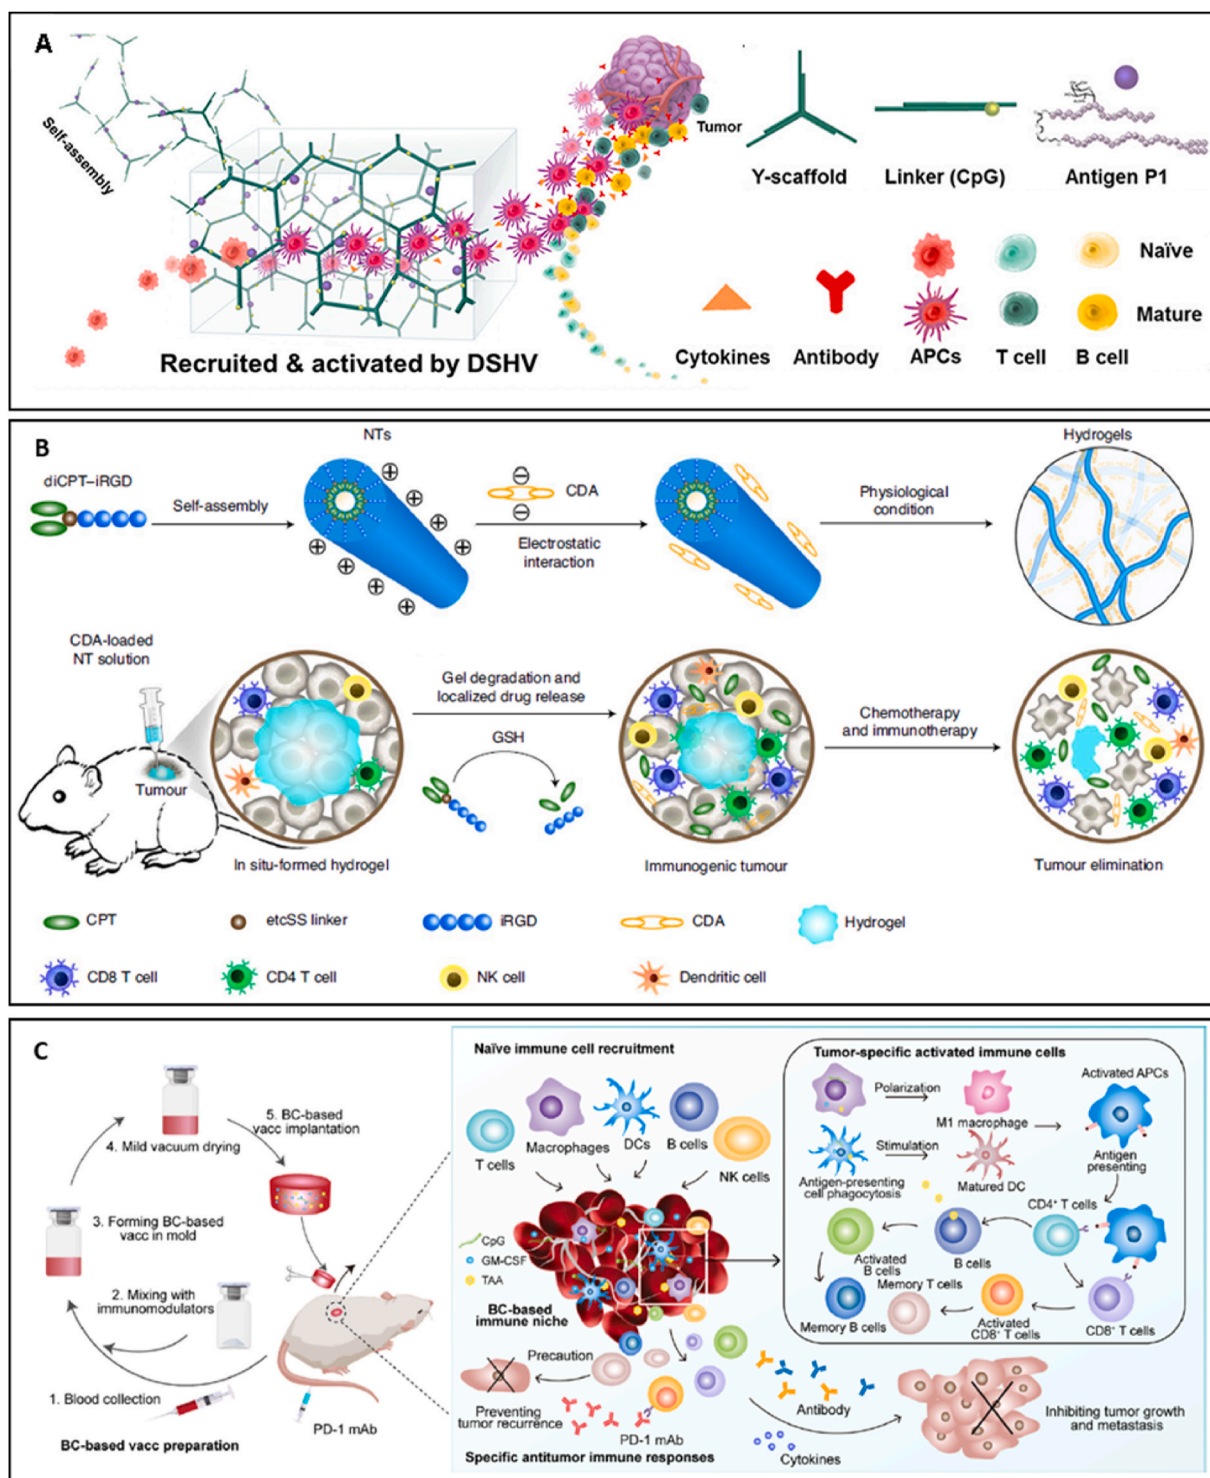 A
Self-assembly
Tumor
Y-scaffold
Linker (CpG)
Antigen P1
Naïve
Mature
Recruited & activated by DSHV
Cytokines
Antibody
APCs
T cell
B cell
B
NTs
Hydrogels
diCPT–iRGD
Self-assembly
CDA
Physiological
condition
Electrostatic
interaction
CDA-loaded
NT solution
Gel degradation and
localized drug release
Chemotherapy
and immunotherapy
GSH
Tumour
In situ-formed hydrogel
Immunogenic tumour
Tumour elimination
CPT
etcSS linker
iRGD
CDA
Hydrogel
CD8 T cell
CD4 T cell
NK cell
Dendritic cell
C
4. Mild vacuum drying
5. BC-based
vacc implantation
3. Forming BC-based
vacc in mold
2. Mixing with
immunomodulators
1. Blood collection
PD-1 mAb
BC-based vacc preparation
Naïve immune cell recruitment
T cells
Macrophages
DCs
B cells
NK cells
CpG
GM-CSF
TAA
BC-based
immune niche
Precaution
Preventing
tumor recurrence
PD-1 mAb
Specific antitumor immune responses
Antibody
Cytokines
Inhibiting tumor growth
and metastasis
Tumor-specific activated immune cells
Polarization
M1 macrophage
Activated APCs
Stimulation
Antigen-presenting
cell phagocytosis
Matured DC
Antigen
presenting
CD4⁺ T cells
Activated
B cells
B cells
Memory T cells
Memory B cells
Activated
CD8⁺ T cells
CD8⁺ T cells